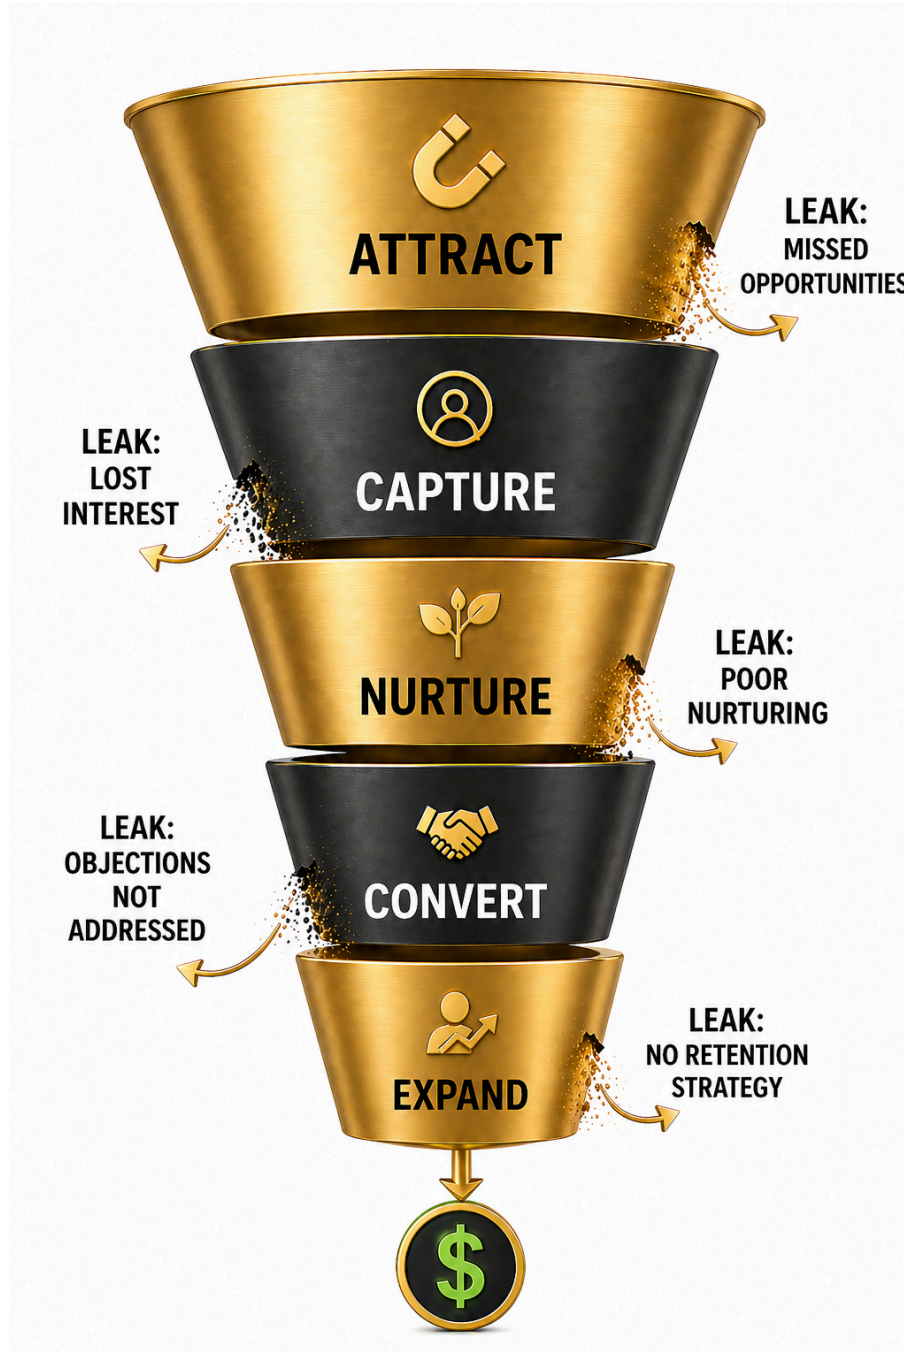 ATTRACT
LEAK:
MISSED
OPPORTUNITIES
CAPTURE
LEAK:
LOST
INTEREST
NURTURE
LEAK:
POOR
NURTURING
CONVERT
LEAK:
OBJECTIONS
NOT
ADDRESSED
EXPAND
LEAK:
NO RETENTION
STRATEGY
$